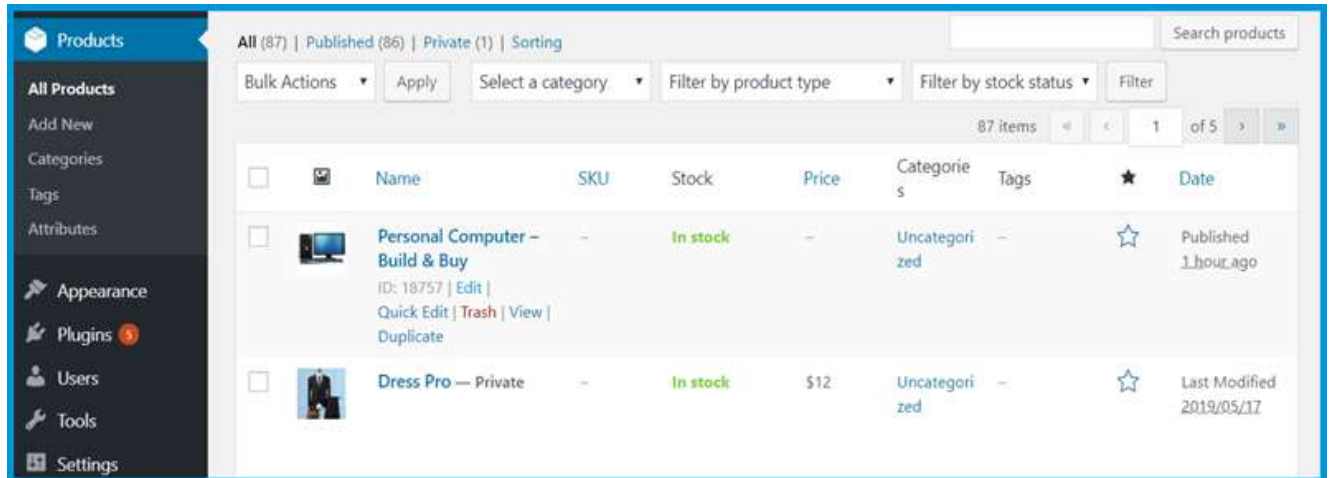 Products
All Products
Add New
Categories
Tags
Attributes
Appearance
Plugins 5
Users
Tools
Settings
All (87) | Published (86) | Private (1) | Sorting
Search products
Bulk Actions Apply Select a category Filter by product type Filter by stock status Filter
87 items « ‹ 1 of 5 › »
Name SKU Stock Price Categorie
s Tags Date
Personal Computer – – In stock – Uncategori – Published
Build & Buy zed 1 hour ago
ID: 18757 | Edit |
Quick Edit | Trash | View |
Duplicate
Dress Pro — Private – In stock $12 Uncategori – Last Modified
zed 2019/05/17